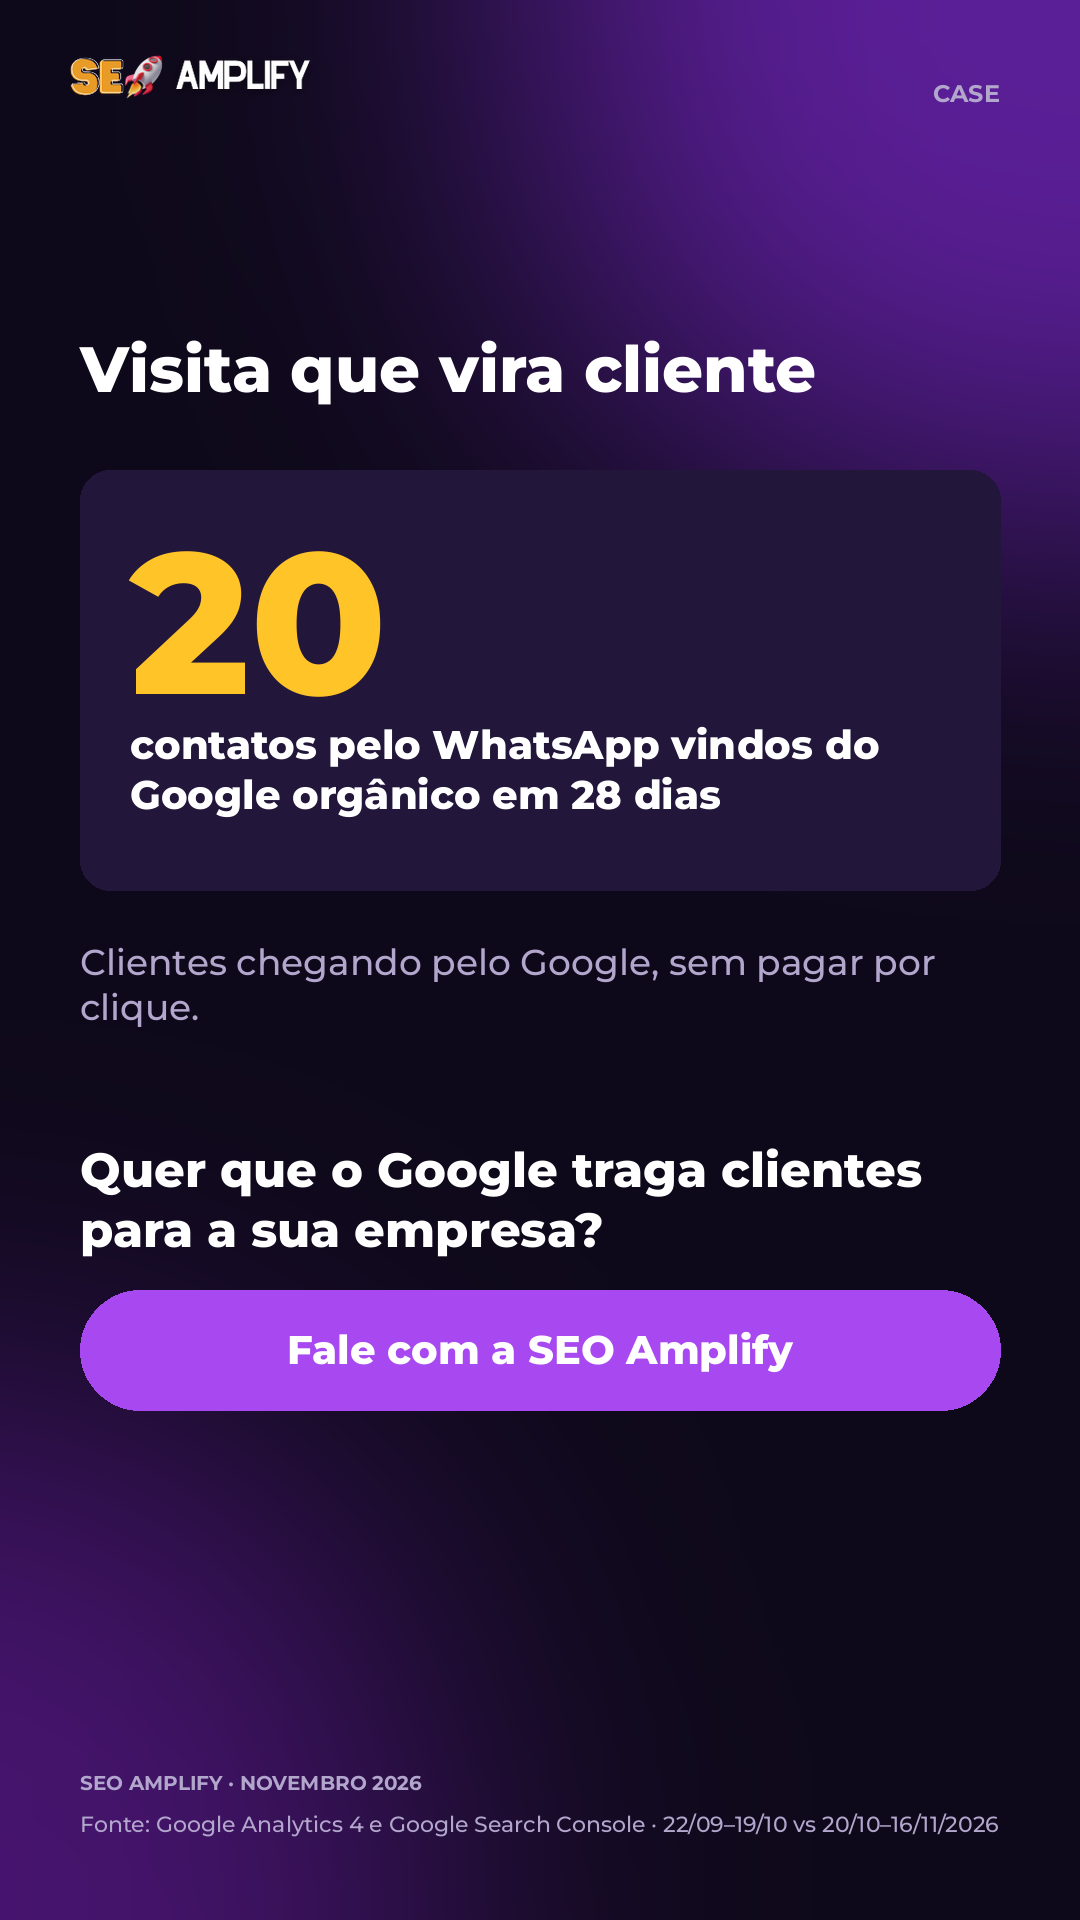 SEO AMPLIFY
CASE
Visita que vira cliente
20
contatos pelo WhatsApp vindos do
Google orgânico em 28 dias
Clientes chegando pelo Google, sem pagar por
clique.
Quer que o Google traga clientes
para a sua empresa?
Fale com a SEO Amplify
SEO AMPLIFY · NOVEMBRO 2026
Fonte: Google Analytics 4 e Google Search Console · 22/09–19/10 vs 20/10–16/11/2026